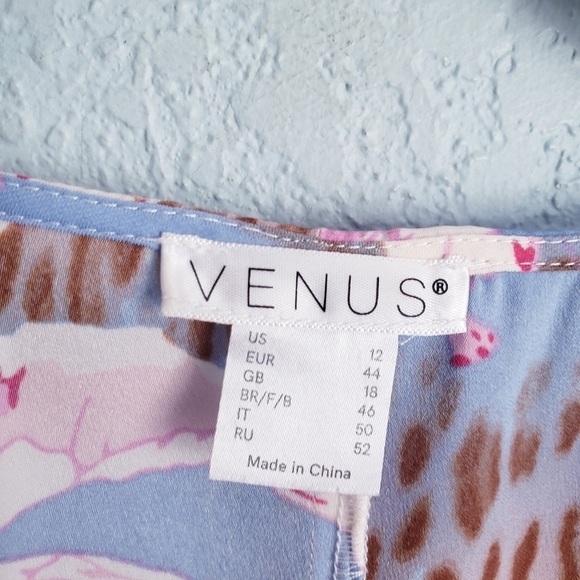 VENUS®
US 12
EUR 44
GB 18
BR/F/B 46
IT 50
RU 52
Made in China